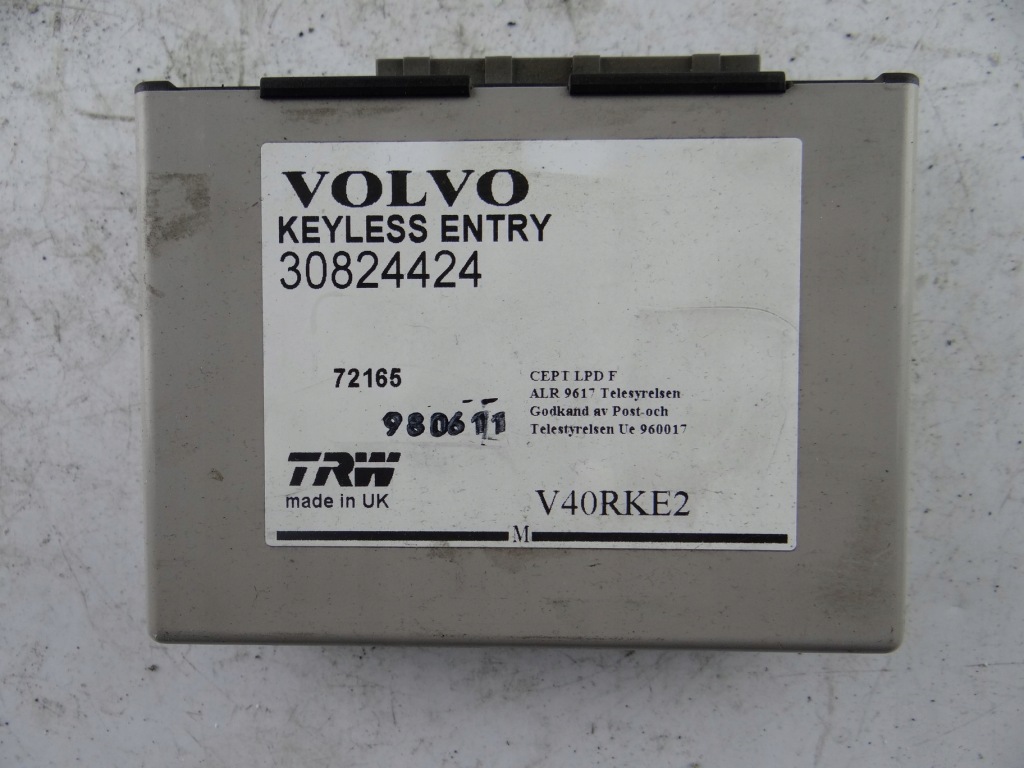 VOLVO
KEYLESS ENTRY
30824424
72165
980611
CEPT LPD F
ALR 9617 Telesyrelsen
Godkand av Post-och
Telestyrelsen Ue 960017
TRW
made in UK
V40RKE2
M